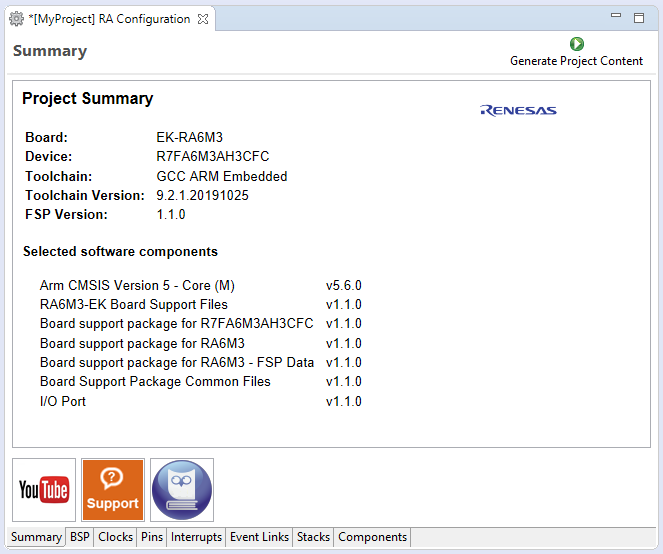 *[MyProject] RA Configuration
Summary
Generate Project Content
Project Summary
RENESAS
Board: EK-RA6M3
Device: R7FA6M3AH3CFC
Toolchain: GCC ARM Embedded
Toolchain Version: 9.2.1.20191025
FSP Version: 1.1.0
Selected software components
Arm CMSIS Version 5 - Core (M) v5.6.0
RA6M3-EK Board Support Files v1.1.0
Board support package for R7FA6M3AH3CFC v1.1.0
Board support package for RA6M3 v1.1.0
Board support package for RA6M3 - FSP Data v1.1.0
Board Support Package Common Files v1.1.0
I/O Port v1.1.0
YouTube
Support
Summary BSP Clocks Pins Interrupts Event Links Stacks Components